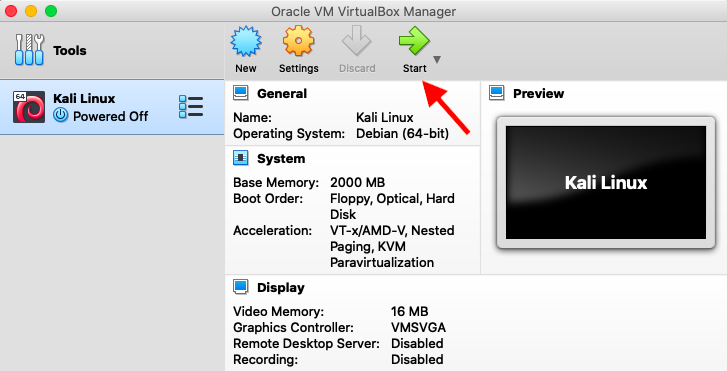 Oracle VM VirtualBox Manager
Tools
New
Settings
Discard
Start
64
Kali Linux
Powered Off
General
Name: Kali Linux
Operating System: Debian (64-bit)
System
Base Memory: 2000 MB
Boot Order: Floppy, Optical, Hard
Disk
Acceleration: VT-x/AMD-V, Nested
Paging, KVM
Paravirtualization
Preview
Kali Linux
Display
Video Memory: 16 MB
Graphics Controller: VMSVGA
Remote Desktop Server: Disabled
Recording: Disabled